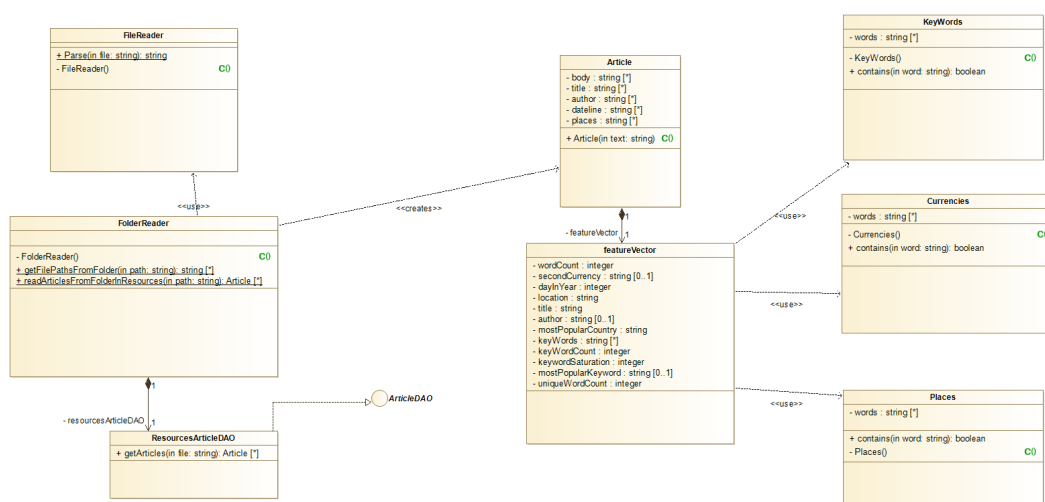 FileReader
+ Parse(in file: string): string
- FileReader()
C()
<<use>>
FolderReader
- FolderReader()
C()
+ getFilePathsFromFolder(in path: string): string [*]
+ readArticlesFromFolderInResources(in path: string): Article [*]
1
- resourcesArticleDAO
1
ResourcesArticleDAO
+ getArticles(in file: string): Article [*]
ArticleDAO
<<creates>>
Article
- body : string [*]
- title : string [*]
- author : string [*]
- dateline : string [*]
- places : string [*]
+ Article(in text: string)
C()
1
- featureVector
1
featureVector
- wordCount : integer
- secondCurrency : string [0..1]
- dayInYear : integer
- location : string
- title : string
- author : string [0..1]
- mostPopularCountry : string
- keyWords : string [*]
- keyWordCount : integer
- keywordSaturation : integer
- mostPopularKeyword : string [0..1]
- uniqueWordCount : integer
<<use>>
KeyWords
- words : string [*]
- KeyWords()
C()
+ contains(in word: string): boolean
<<use>>
Currencies
- words : string [*]
- Currencies()
+ contains(in word: string): boolean
<<use>>
Places
- words : string [*]
+ contains(in word: string): boolean
- Places()
C()